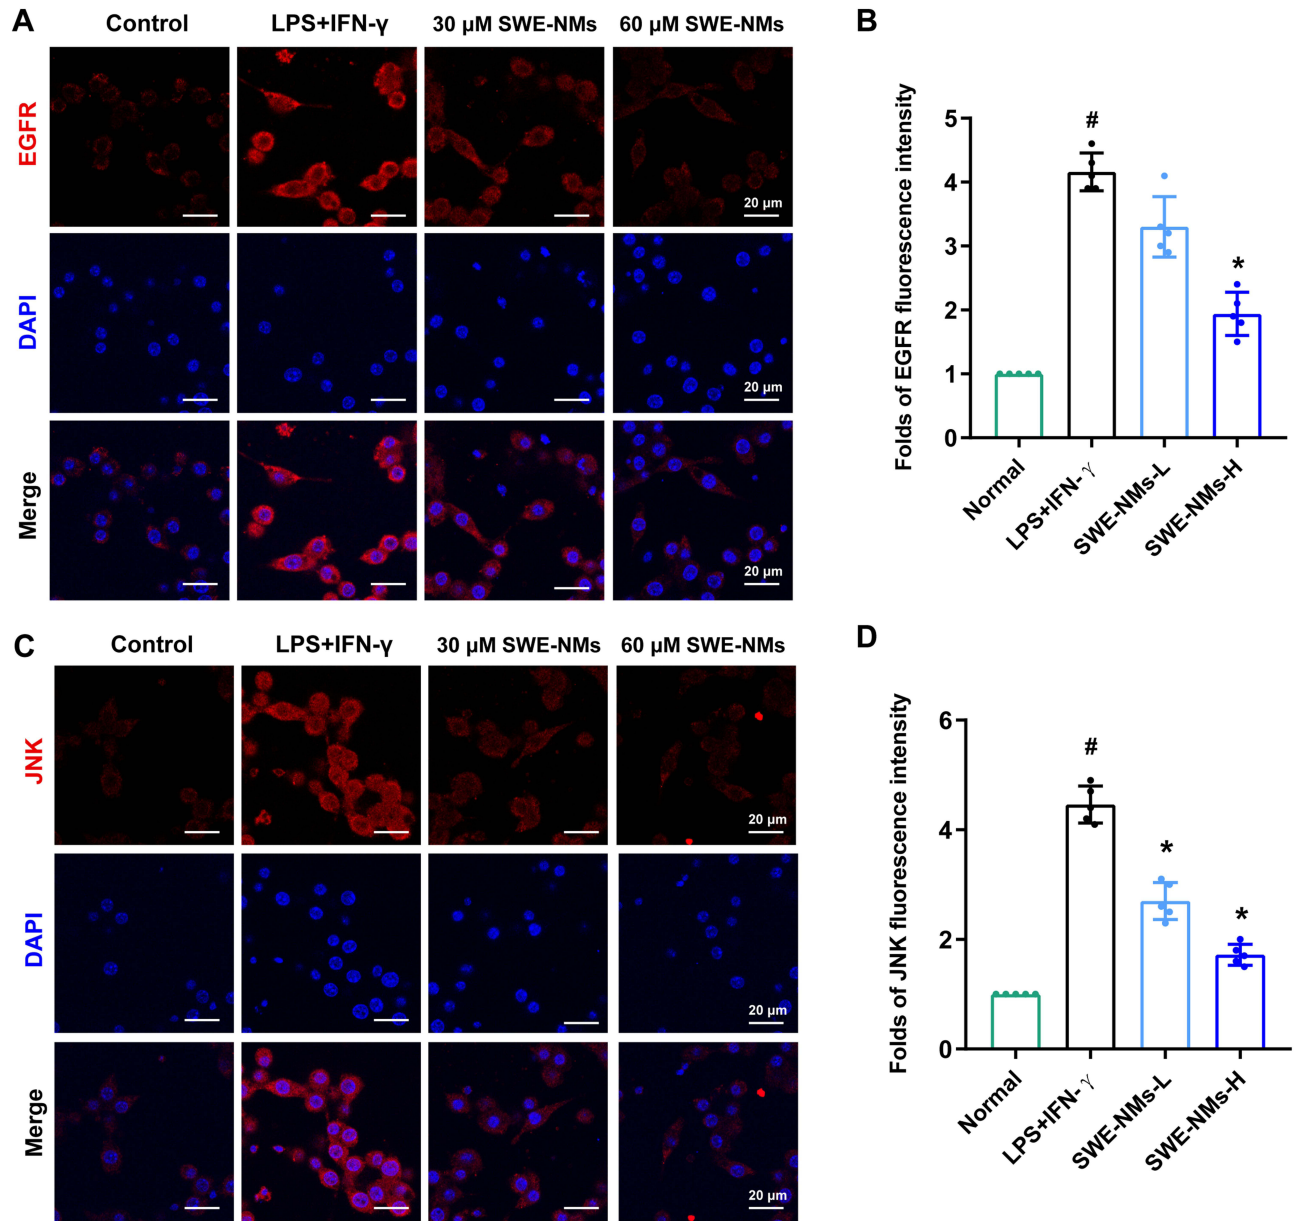 A
Control
LPS+IFN-γ
30 μM SWE-NMs
60 μM SWE-NMs
EGFR
20 μm
DAPI
20 μm
Merge
20 μm
B
Folds of EGFR fluorescence intensity
5
4
3
2
1
0
#
*
Normal
LPS+IFN-γ
SWE-NMs-L
SWE-NMs-H
C
Control
LPS+IFN-γ
30 μM SWE-NMs
60 μM SWE-NMs
JNK
20 μm
DAPI
20 μm
Merge
20 μm
D
Folds of JNK fluorescence intensity
6
4
2
0
#
*
*
Normal
LPS+IFN-γ
SWE-NMs-L
SWE-NMs-H